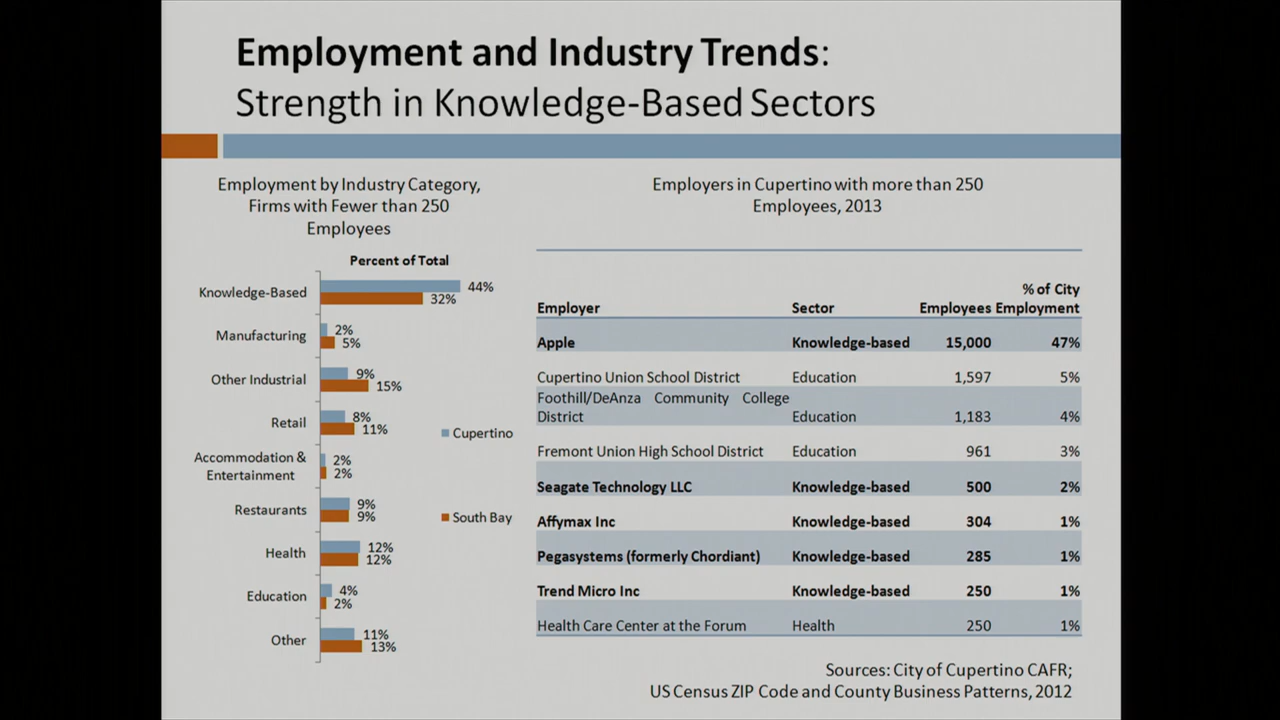 Employment and Industry Trends:
Strength in Knowledge-Based Sectors
Employment by Industry Category,
Firms with Fewer than 250
Employees
Percent of Total
Knowledge-Based 44%
32%
Manufacturing 2%
5%
Other Industrial 9%
15%
Retail 8%
11%
Accommodation &
Entertainment 2%
2%
Restaurants 9%
9%
Health 12%
12%
Education 4%
2%
Other 11%
13%
Cupertino
South Bay
Employers in Cupertino with more than 250
Employees, 2013
% of City
Employer Sector Employees Employment
Apple Knowledge-based 15,000 47%
Cupertino Union School District Education 1,597 5%
Foothill/DeAnza Community College
District Education 1,183 4%
Fremont Union High School District Education 961 3%
Seagate Technology LLC Knowledge-based 500 2%
Affymax Inc Knowledge-based 304 1%
Pegasystems (formerly Chordiant) Knowledge-based 285 1%
Trend Micro Inc Knowledge-based 250 1%
Health Care Center at the Forum Health 250 1%
Sources: City of Cupertino CAFR;
US Census ZIP Code and County Business Patterns, 2012